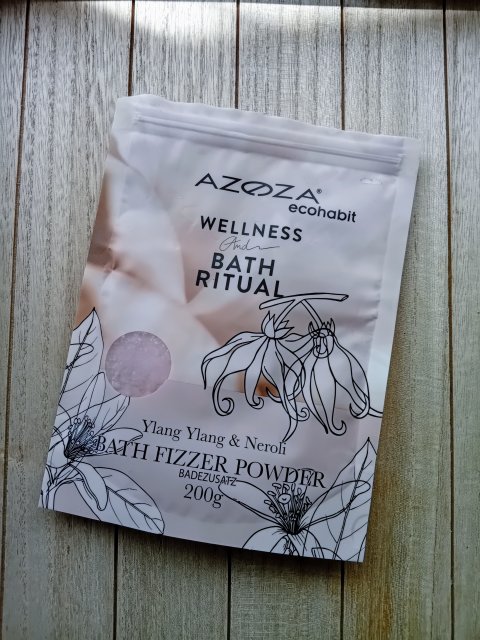 AZOZA®
ecohabit
WELLNESS
And
BATH
RITUAL
Ylang Ylang & Neroli
BATH FIZZER POWDER
BADEZUSATZ
200g